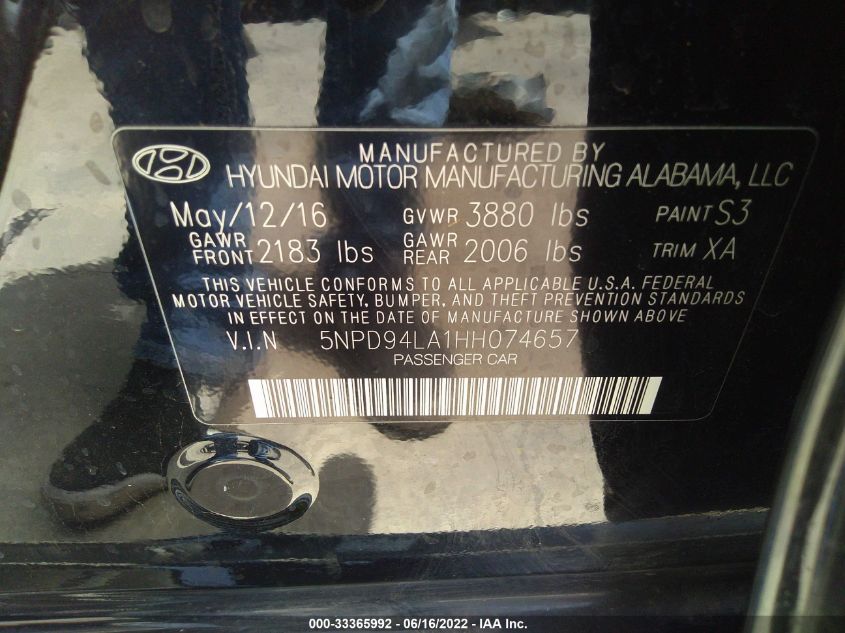 MANUFACTURED BY
HYUNDAI MOTOR MANUFACTURING ALABAMA, LLC
May/12/16 GVWR 3880 lbs PAINT S3
GAWR FRONT 2183 lbs GAWR REAR 2006 lbs TRIM XA
THIS VEHICLE CONFORMS TO ALL APPLICABLE U.S.A. FEDERAL
MOTOR VEHICLE SAFETY, BUMPER, AND THEFT PREVENTION STANDARDS
IN EFFECT ON THE DATE OF MANUFACTURE SHOWN ABOVE
V.I.N 5NPD94LA1HH074657
PASSENGER CAR
000-33365992 - 06/16/2022 - IAA Inc.